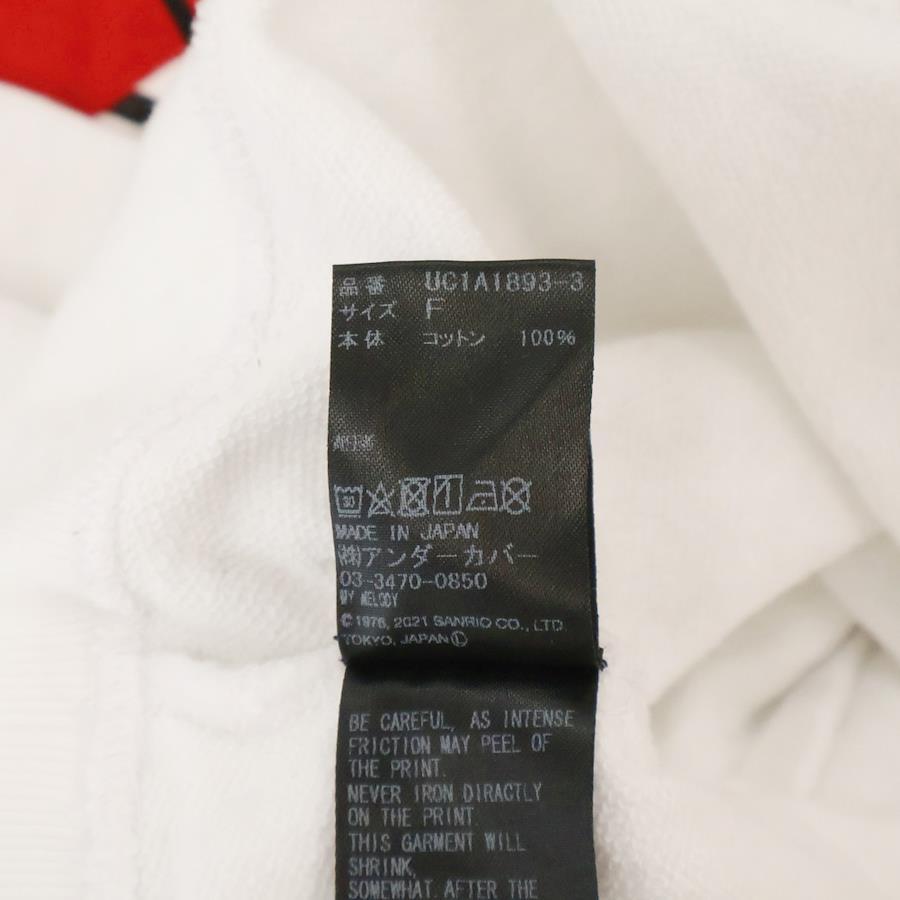 品番 UC1A1893-3
サイズ F
本体 コットン 100%
MADE IN JAPAN
㈱アンダーカバー
03-3470-0850
MY MELODY
© 1976, 2021 SANRIO CO., LTD.
TOKYO, JAPAN Ⓛ
BE CAREFUL, AS INTENSE
FRICTION MAY PEEL OF
THE PRINT.
NEVER IRON DIRACTLY
ON THE PRINT.
THIS GARMENT WILL
SHRINK,
SOMEWHAT AFTER THE